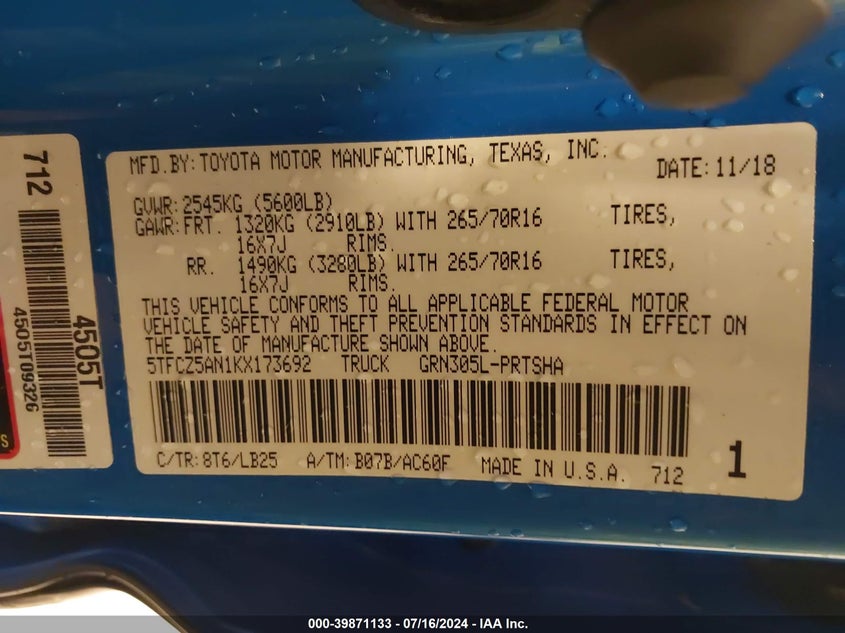 MFD.BY:TOYOTA MOTOR MANUFACTURING, TEXAS, INC.
DATE:11/18
GVWR:2545KG (5600LB)
GAWR:FRT. 1320KG (2910LB) WITH 265/70R16 TIRES,
16X7J RIMS.
RR. 1490KG (3280LB) WITH 265/70R16 TIRES,
16X7J RIMS.
THIS VEHICLE CONFORMS TO ALL APPLICABLE FEDERAL MOTOR
VEHICLE SAFETY AND THEFT PREVENTION STANDARDS IN EFFECT ON
THE DATE OF MANUFACTURE SHOWN ABOVE.
5TFCZ5AN1KX173692 TRUCK GRN305L-PRTSHA
C/TR:8T6/LB25 A/TM:B07B/AC60F MADE IN U.S.A. 712
1
712
4505T
4505T09326
S
000-39871133 - 07/16/2024 - IAA Inc.